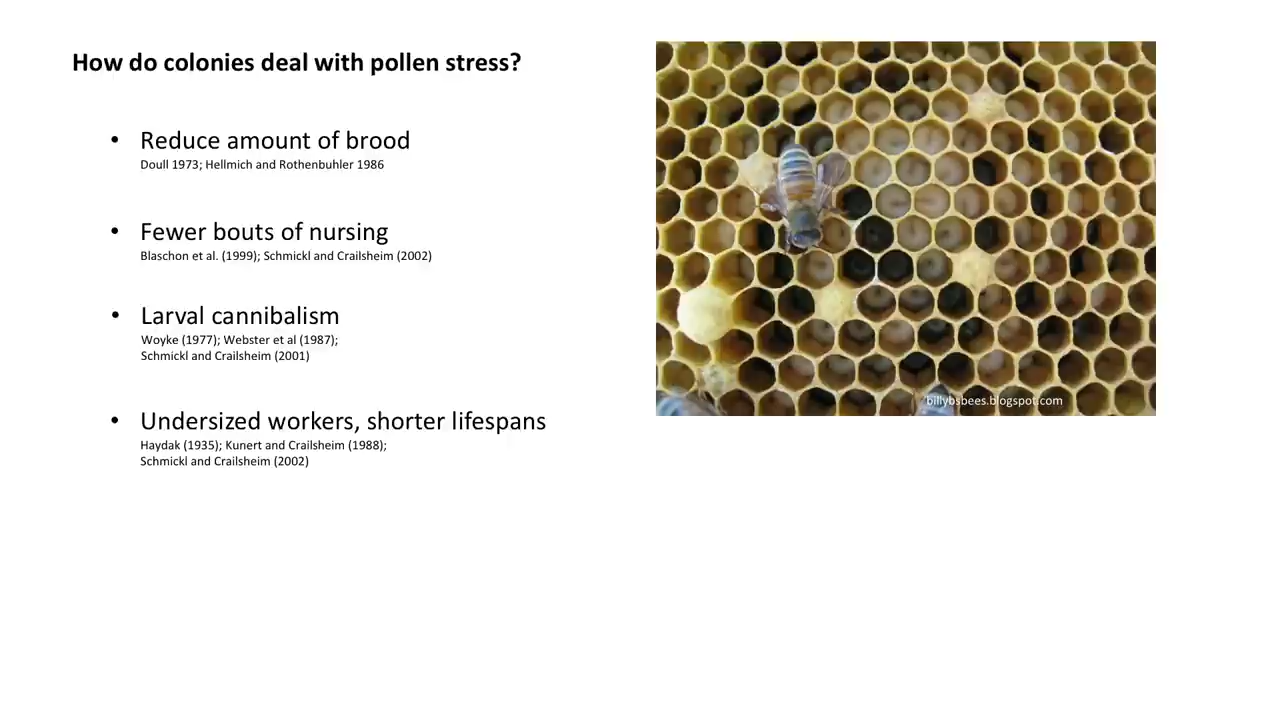 How do colonies deal with pollen stress?
• Reduce amount of brood
Doull 1973; Hellmich and Rothenbuhler 1986
• Fewer bouts of nursing
Blaschon et al. (1999); Schmickl and Crailsheim (2002)
• Larval cannibalism
Woyke (1977); Webster et al (1987);
Schmickl and Crailsheim (2001)
• Undersized workers, shorter lifespans
Haydak (1935); Kunert and Crailsheim (1988);
Schmickl and Crailsheim (2002)
billybsbees.blogspot.com